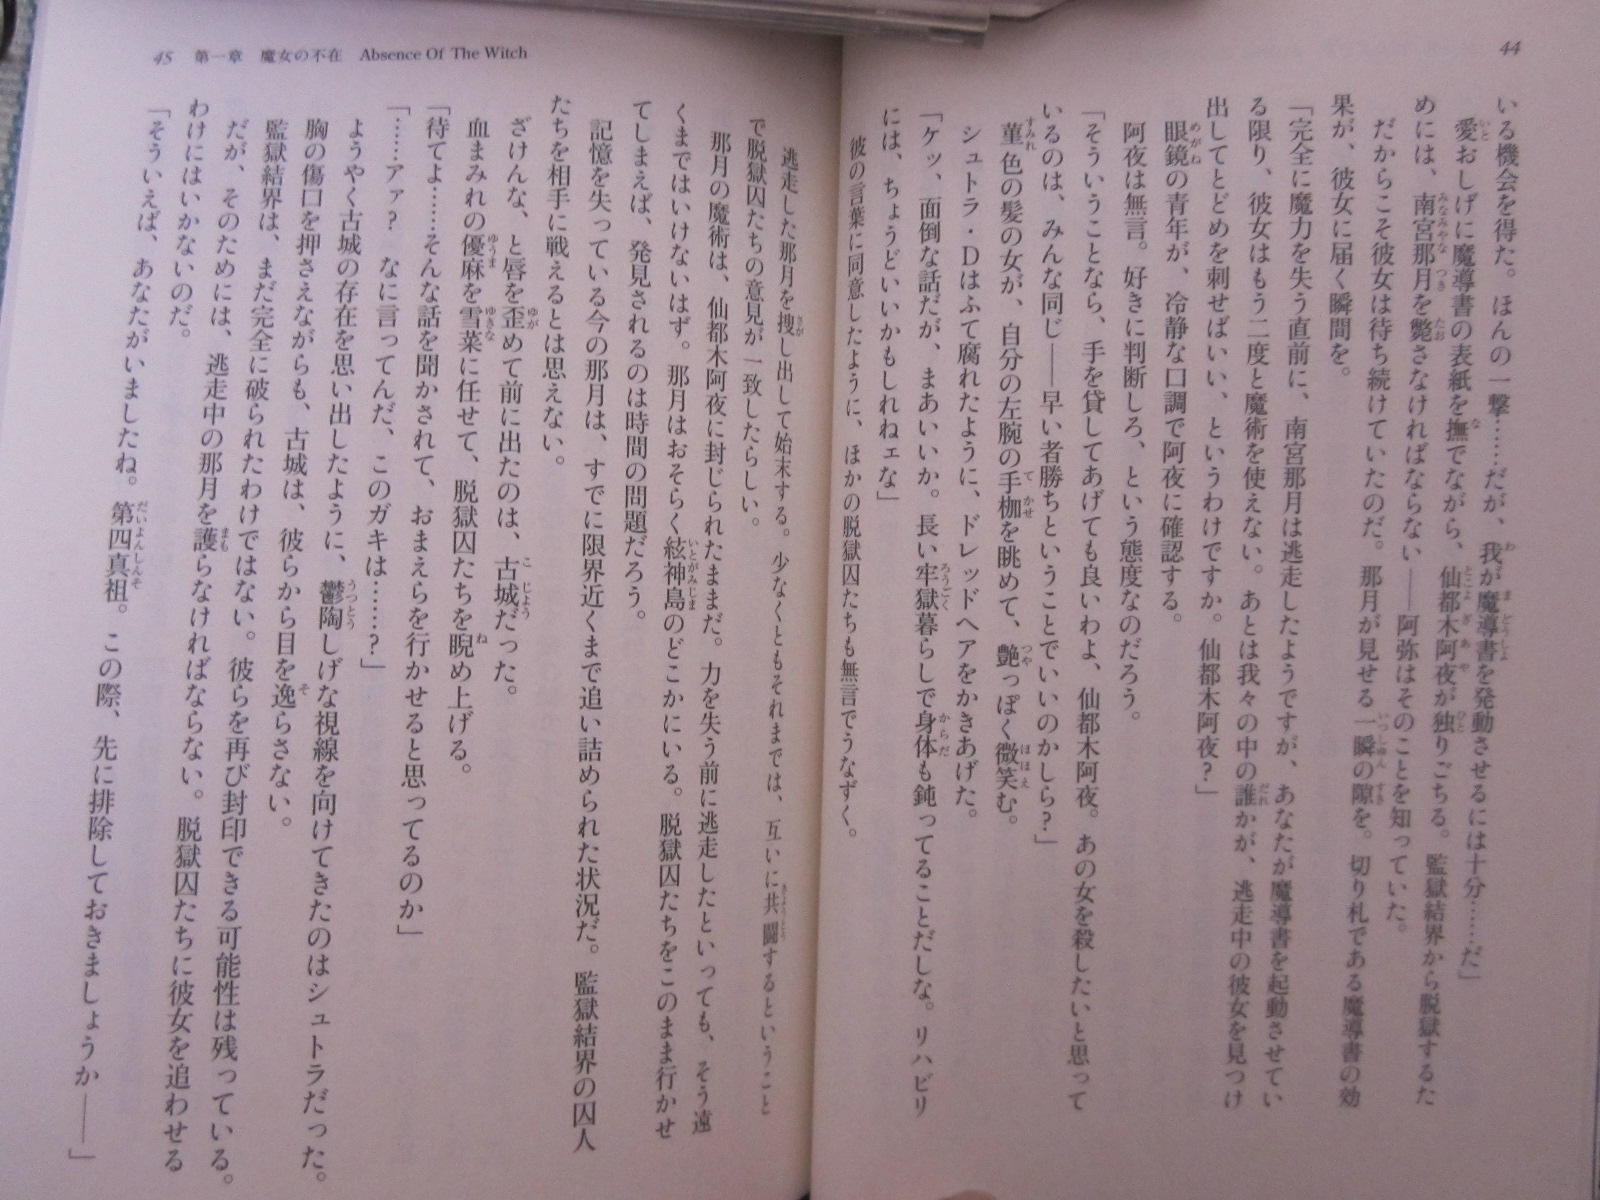 44
いる機会を得た。ほんの一撃……だが、我が魔導書を発動させるには十分……だ」
愛おしげに魔導書の表紙を撫でながら、仙都木阿夜が独りごちる。監獄結界から脱獄するた
めには、南宮那月を斃さなければならない――阿弥はそのことを知っていた。
だからこそ彼女は待ち続けていたのだ。那月が見せる一瞬の隙を。切り札である魔導書の効
果が、彼女に届く瞬間を。
「完全に魔力を失う直前に、南宮那月は逃走したようですが、あなたが魔導書を起動させてい
る限り、彼女はもう二度と魔術を使えない。あとは我々の中の誰かが、逃走中の彼女を見つけ
出してとどめを刺せばいい、というわけですか。仙都木阿夜？」
眼鏡の青年が、冷静な口調で阿夜に確認する。
阿夜は無言。好きに判断しろ、という態度なのだろう。
「そういうことなら、手を貸してあげても良いわよ、仙都木阿夜。あの女を殺したいと思って
いるのは、みんな同じ――早い者勝ちということでいいのかしら？」
菫色の髪の女が、自分の左腕の手枷を眺めて、艶っぽく微笑む。
シュトラ・Dはふて腐れたように、ドレッドヘアをかきあげた。
「ケッ、面倒な話だが、まあいいか。長い牢獄暮らしで身体も鈍ってることだしな。リハビリ
には、ちょうどいいかもしれねェな」
彼の言葉に同意したように、ほかの脱獄囚たちも無言でうなずく。
45 第一章 魔女の不在 Absence Of The Witch
逃走した那月を捜し出して始末する。少なくともそれまでは、互いに共闘するということ
で脱獄囚たちの意見が一致したらしい。
那月の魔術は、仙都木阿夜に封じられたままだ。力を失う前に逃走したといっても、そう遠
くまではいけないはず。那月はおそらく絃神島のどこかにいる。脱獄囚たちをこのまま行かせ
てしまえば、発見されるのは時間の問題だろう。
記憶を失っている今の那月は、すでに限界近くまで追い詰められた状況だ。監獄結界の囚人
たちを相手に戦えるとは思えない。
ざけんな、と唇を歪めて前に出たのは、古城だった。
血まみれの優麻を雪菜に任せて、脱獄囚たちを睨め上げる。
「待てよ……そんな話を聞かされて、おまえらを行かせると思ってるのか」
「……アァ？　なに言ってんだ、このガキは……？」
ようやく古城の存在を思い出したように、鬱陶しげな視線を向けてきたのはシュトラだった。
胸の傷口を押さえながらも、古城は、彼らから目を逸らさない。
監獄結界は、まだ完全に破られたわけではない。彼らを再び封印できる可能性は残っている。
だが、そのためには、逃走中の那月を護らなければならない。脱獄囚たちに彼女を追わせる
わけにはいかないのだ。
「そういえば、あなたがいましたね。第四真祖。この際、先に排除しておきましょうか――」